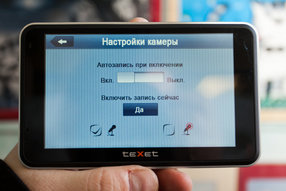 Настройки камеры
Автозапись при включении
Вкл. Выкл.
Включить запись сейчас
Да
teXet